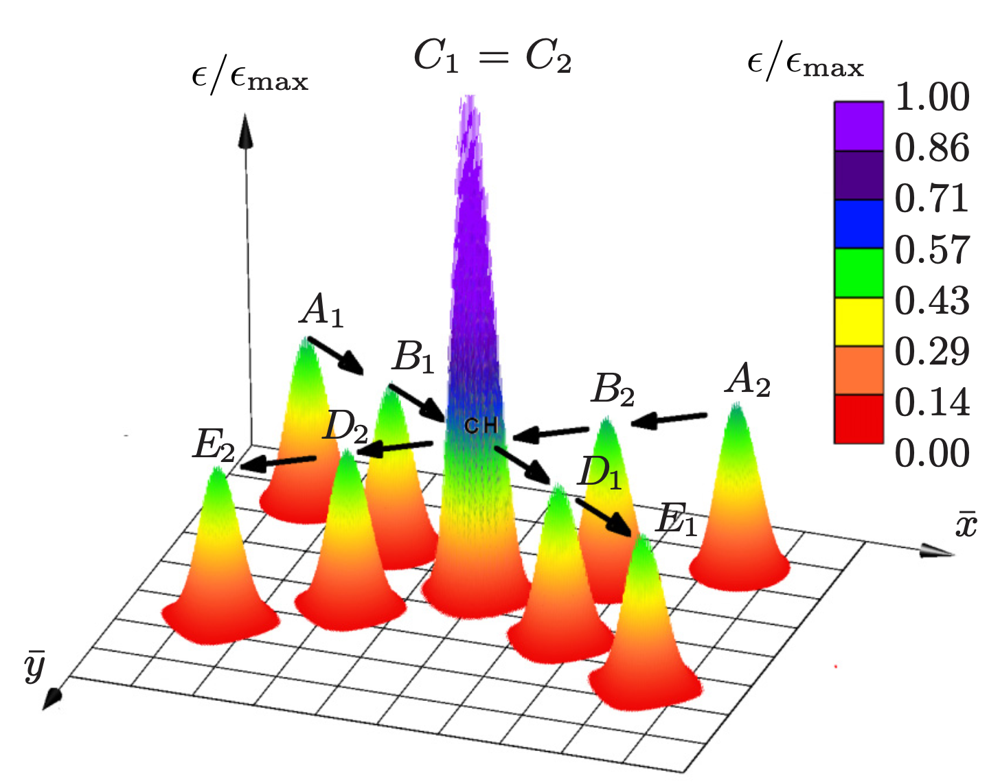 C₁ = C₂
ϵ/ϵmax
ϵ/ϵmax
1.00
0.86
0.71
0.57
0.43
0.29
0.14
0.00
A₁
B₁
B₂
A₂
CH
D₂
E₂
D₁
E₁
x̄
ȳ